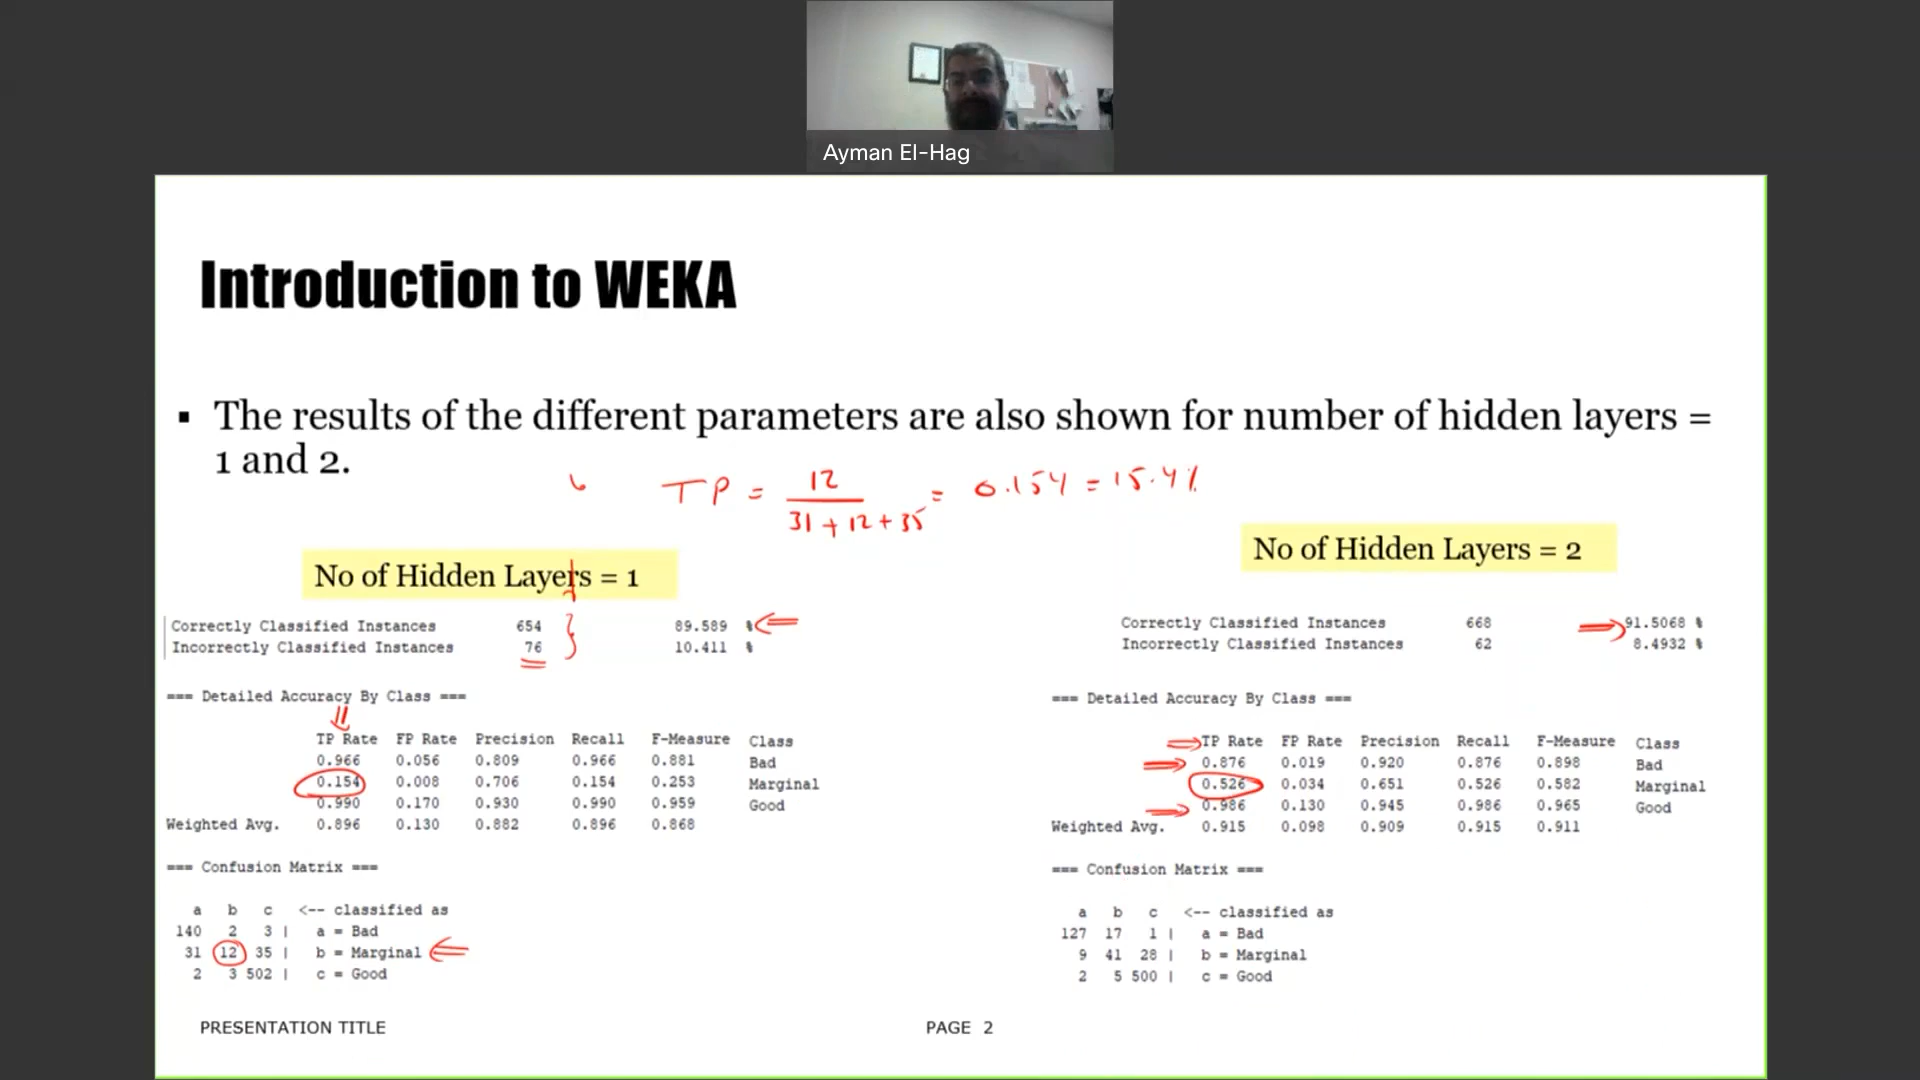 Ayman El-Hag
Introduction to WEKA
▪ The results of the different parameters are also shown for number of hidden layers =
1 and 2.
TP = 12 / 31 + 12 + 35 = 0.154 = 15.4%
No of Hidden Layers = 1
Correctly Classified Instances 654 89.589 %
Incorrectly Classified Instances 76 10.411 %
=== Detailed Accuracy By Class ===
TP Rate FP Rate Precision Recall F-Measure Class
0.966 0.056 0.809 0.966 0.881 Bad
0.154 0.008 0.706 0.154 0.253 Marginal
0.990 0.170 0.930 0.990 0.959 Good
Weighted Avg. 0.896 0.130 0.882 0.896 0.868
=== Confusion Matrix ===
a b c <-- classified as
140 2 3 | a = Bad
31 12 35 | b = Marginal
2 3 502 | c = Good
No of Hidden Layers = 2
Correctly Classified Instances 668 91.5068 %
Incorrectly Classified Instances 62 8.4932 %
=== Detailed Accuracy By Class ===
TP Rate FP Rate Precision Recall F-Measure Class
0.876 0.019 0.920 0.876 0.898 Bad
0.526 0.034 0.651 0.526 0.582 Marginal
0.986 0.130 0.945 0.986 0.965 Good
Weighted Avg. 0.915 0.098 0.909 0.915 0.911
=== Confusion Matrix ===
a b c <-- classified as
127 17 1 | a = Bad
9 41 28 | b = Marginal
2 5 500 | c = Good
PRESENTATION TITLE
PAGE 2